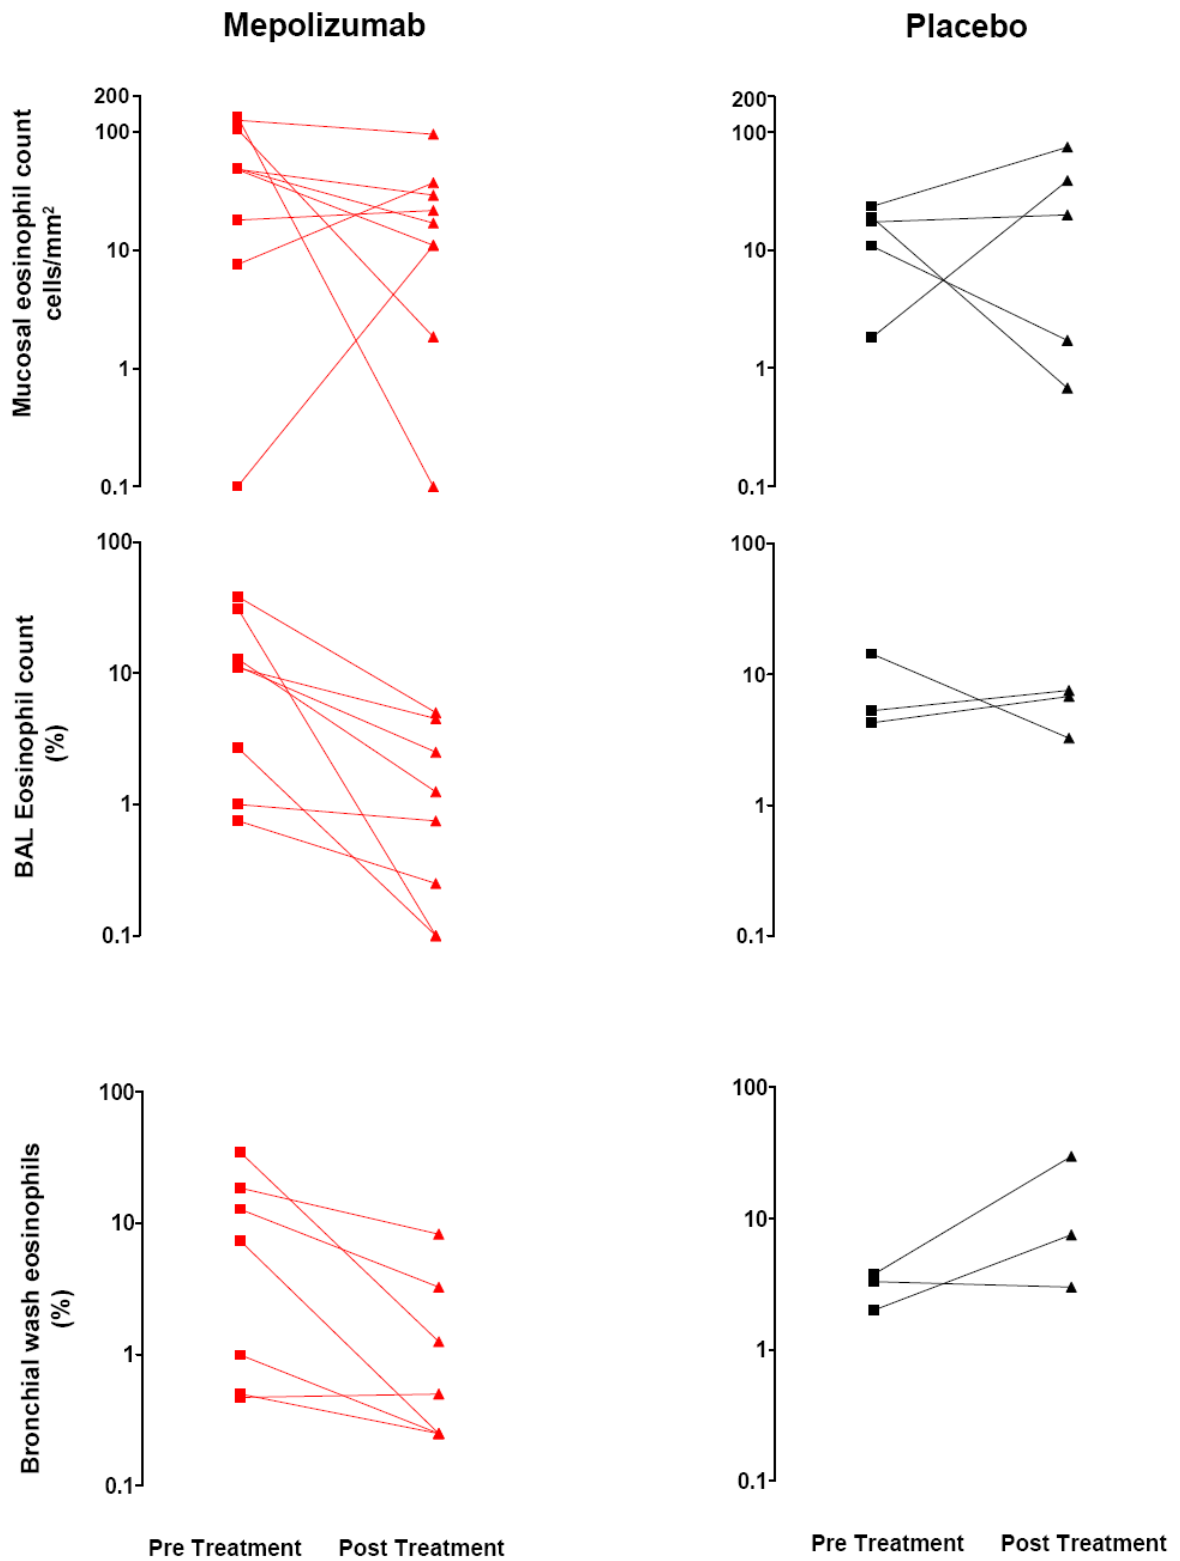 Mepolizumab
Placebo
Mucosal eosinophil count
cells/mm²
200
100
10
1
0.1
200
100
10
1
0.1
BAL Eosinophil count
(%)
100
10
1
0.1
100
10
1
0.1
Bronchial wash eosinophils
(%)
100
10
1
0.1
100
10
1
0.1
Pre Treatment
Post Treatment
Pre Treatment
Post Treatment